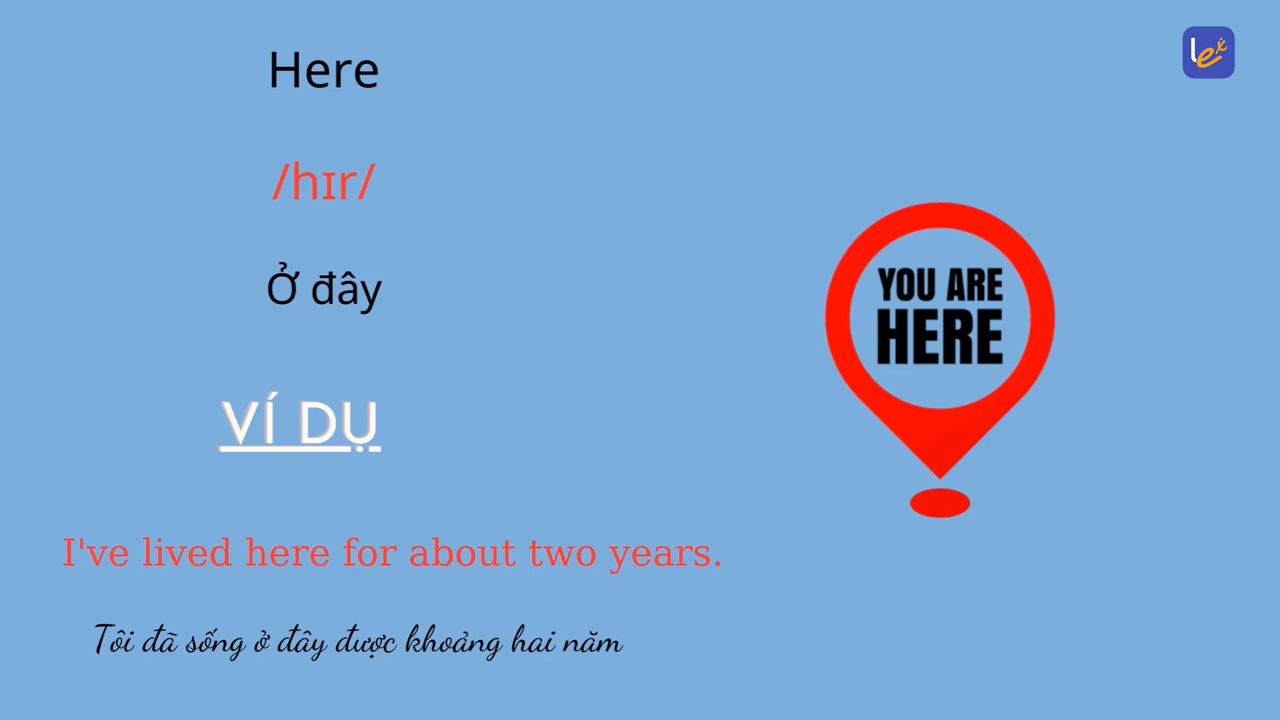 Here
/hɪr/
Ở đây
VÍ DỤ
I've lived here for about two years.
Tôi đã sống ở đây được khoảng hai năm
YOU ARE
HERE
lex